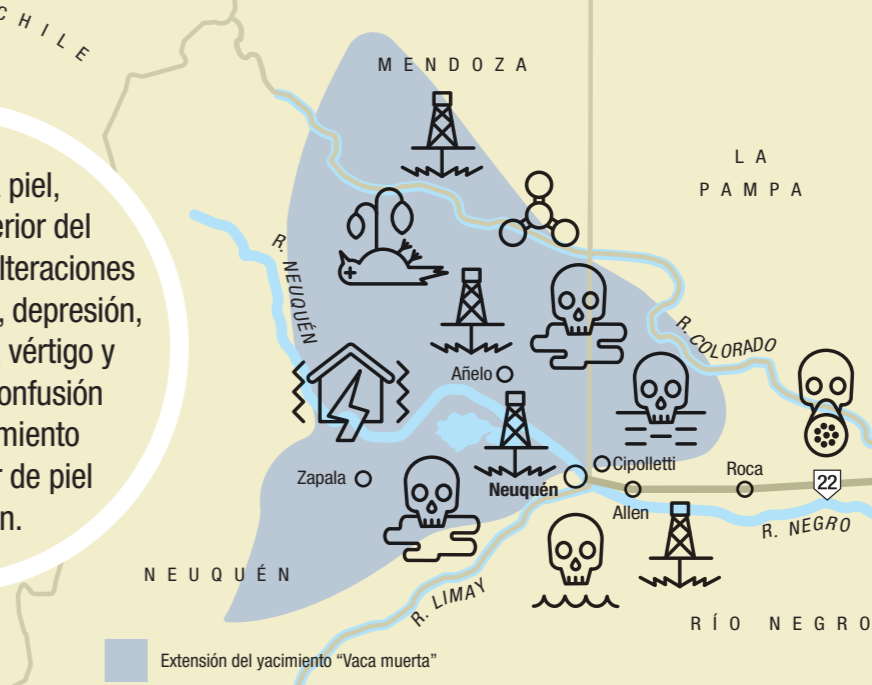 CHILE
MENDOZA
LA
PAMPA
piel,
erior del
lteraciones
, depresión,
vértigo y
onfusión
miento
r de piel
n.
R. NEUQUÉN
R. COLORADO
Añelo
Zapala
Neuquén
Cipolletti
Allen
Roca
22
R. NEGRO
NEUQUÉN
R. LIMAY
RÍO NEGRO
Extensión del yacimiento “Vaca muerta”